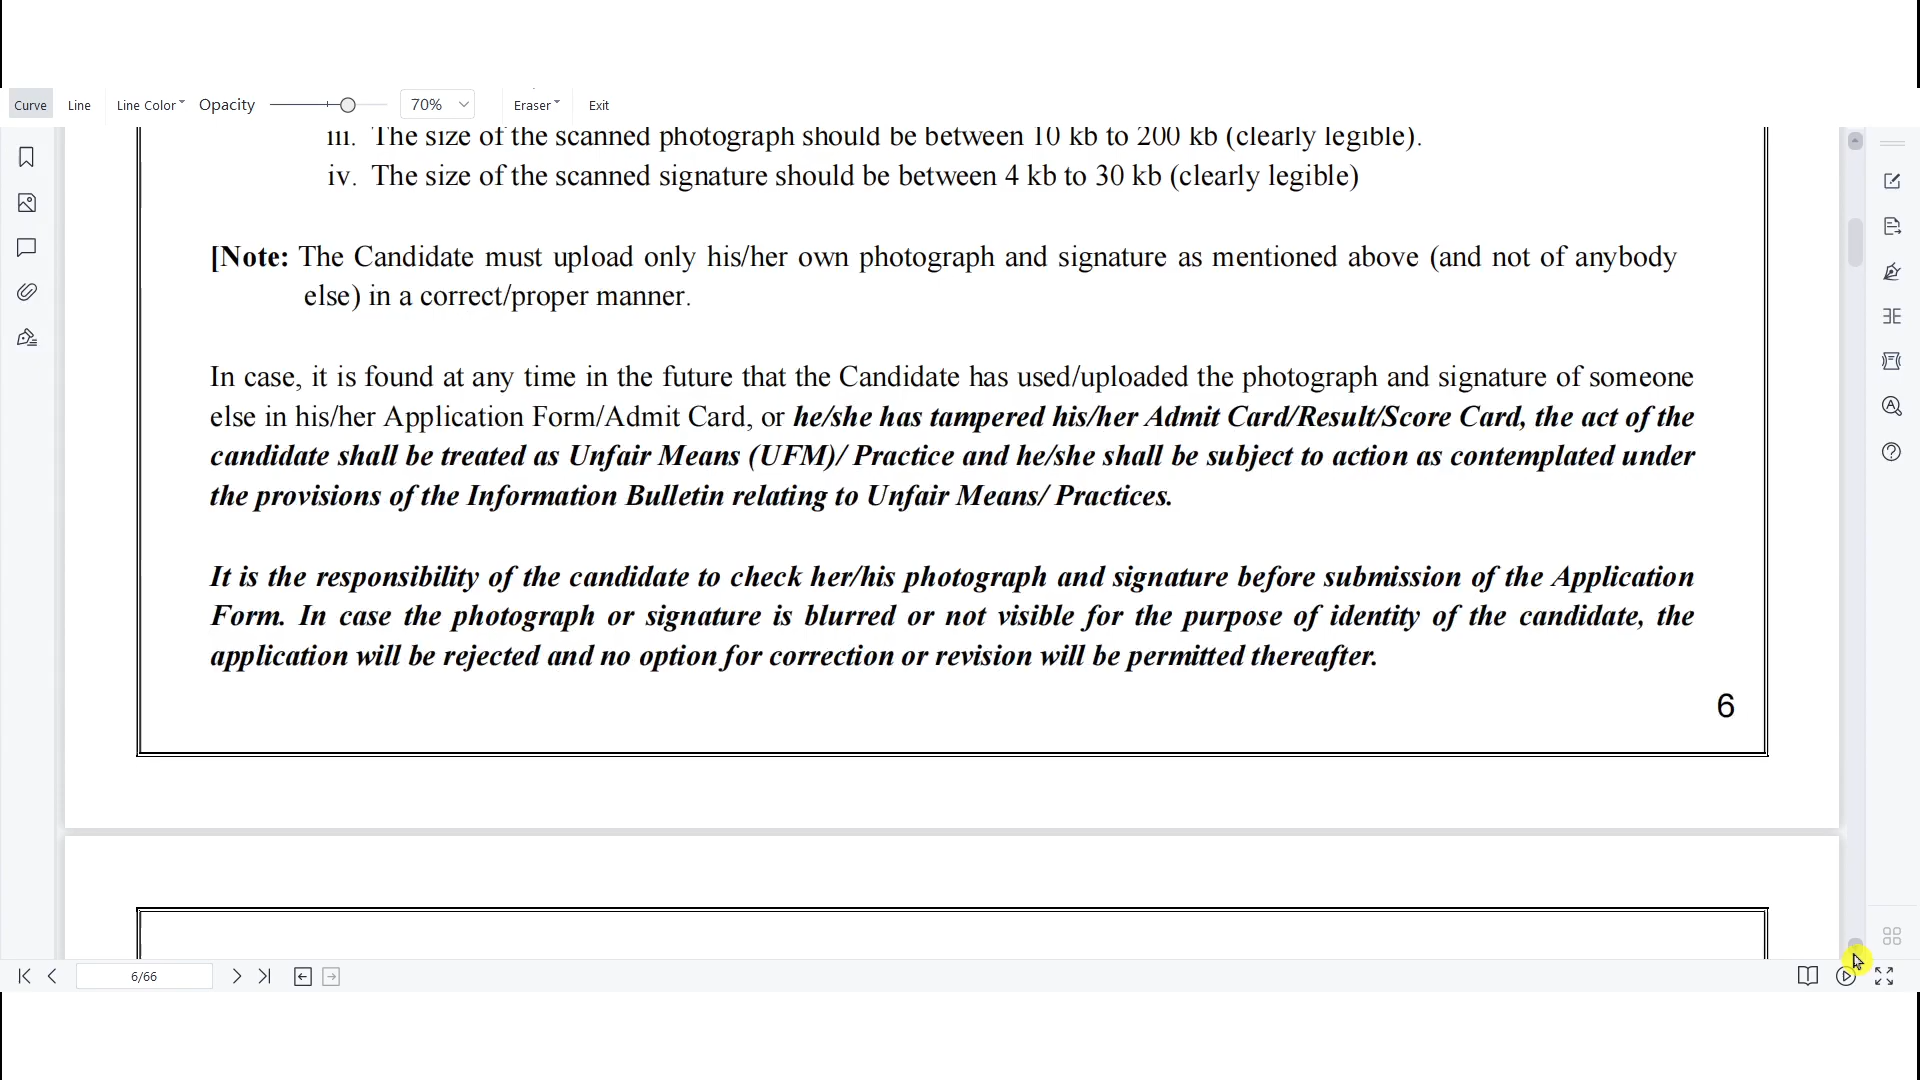 Curve Line Line Color Opacity 70% Eraser Exit
iii. The size of the scanned photograph should be between 10 kb to 200 kb (clearly legible).
iv. The size of the scanned signature should be between 4 kb to 30 kb (clearly legible)
[Note: The Candidate must upload only his/her own photograph and signature as mentioned above (and not of anybody
else) in a correct/proper manner.
In case, it is found at any time in the future that the Candidate has used/uploaded the photograph and signature of someone
else in his/her Application Form/Admit Card, or he/she has tampered his/her Admit Card/Result/Score Card, the act of the
candidate shall be treated as Unfair Means (UFM)/ Practice and he/she shall be subject to action as contemplated under
the provisions of the Information Bulletin relating to Unfair Means/ Practices.
It is the responsibility of the candidate to check her/his photograph and signature before submission of the Application
Form. In case the photograph or signature is blurred or not visible for the purpose of identity of the candidate, the
application will be rejected and no option for correction or revision will be permitted thereafter.
6
6/66